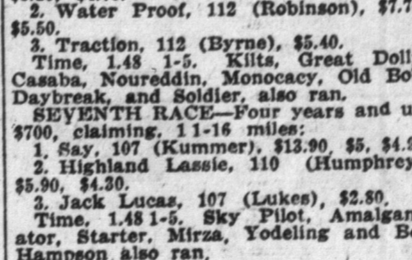 2. Water Proof, 112 (Robinson), $7.7
$5.50.
3. Traction, 112 (Byrne), $5.40.
Time, 1.48 1-5. Kilts, Great Doll
Casaba, Noureddin, Monocacy, Old Bo
Daybreak, and Soldier, also ran.
SEVENTH RACE—Four years and u
$700, claiming, 1 1-16 miles:
1. Say, 107 (Kummer), $13.90, $5, $4.
2. Highland Lassie, 110 (Humphrey
$5.90, $4.30.
3. Jack Lucas, 107 (Lukes), $2.80.
Time, 1.48 1-5. Sky Pilot, Amalgam
ator, Starter, Mirza, Yodeling and B
Hampson also ran.